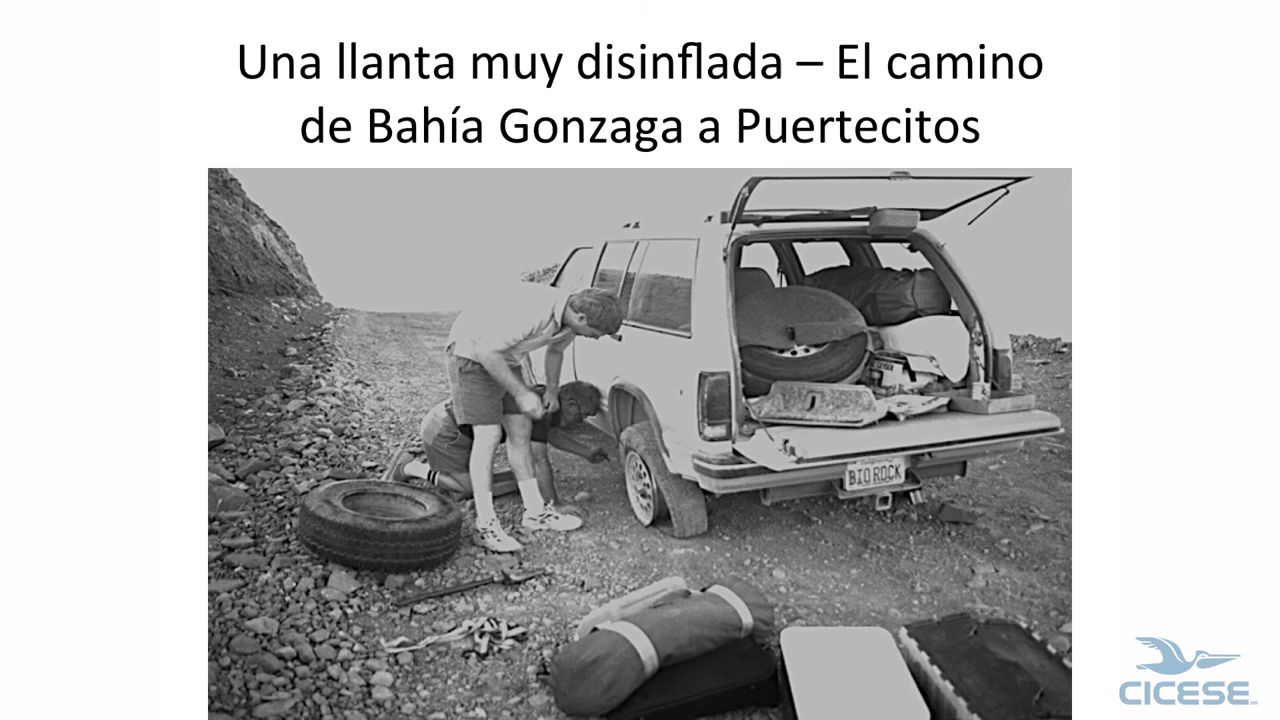 Una llanta muy disinflada – El camino
de Bahía Gonzaga a Puertecitos
BIO ROCK
CICESE